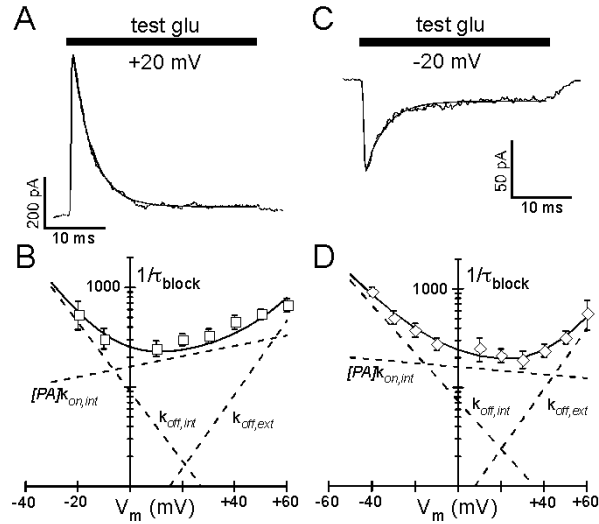 A
test glu
+20 mV
200 pA
10 ms
C
test glu
-20 mV
50 pA
10 ms
B
1/τblock
1000
[PA]kon,int
koff,int
koff,ext
-40
-20
0
+20
+40
+60
Vm (mV)
D
1/τblock
1000
[PA]kon,int
koff,int
koff,ext
-60
-40
-20
0
+20
+40
+60
Vm (mV)